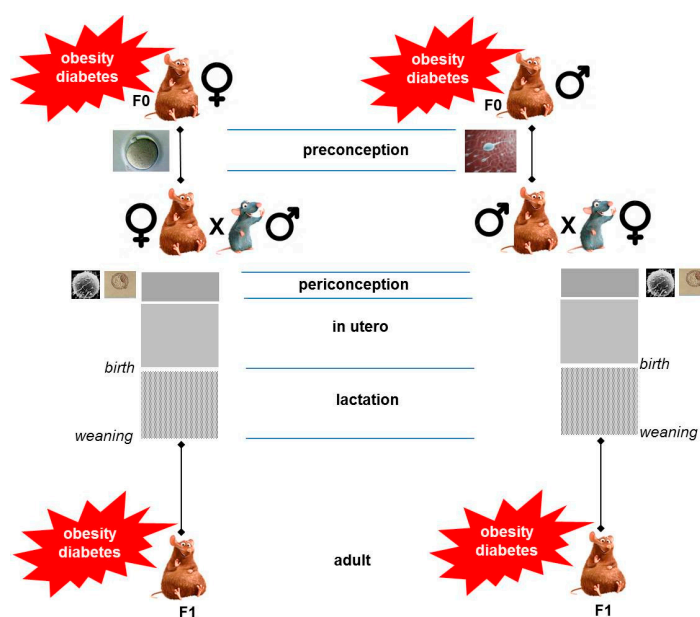 obesity
diabetes
F0
♀
obesity
diabetes
F0
♂
preconception
♀ X ♂
♂ X ♀
periconception
in utero
birth
birth
lactation
weaning
weaning
obesity
diabetes
obesity
diabetes
adult
F1
F1